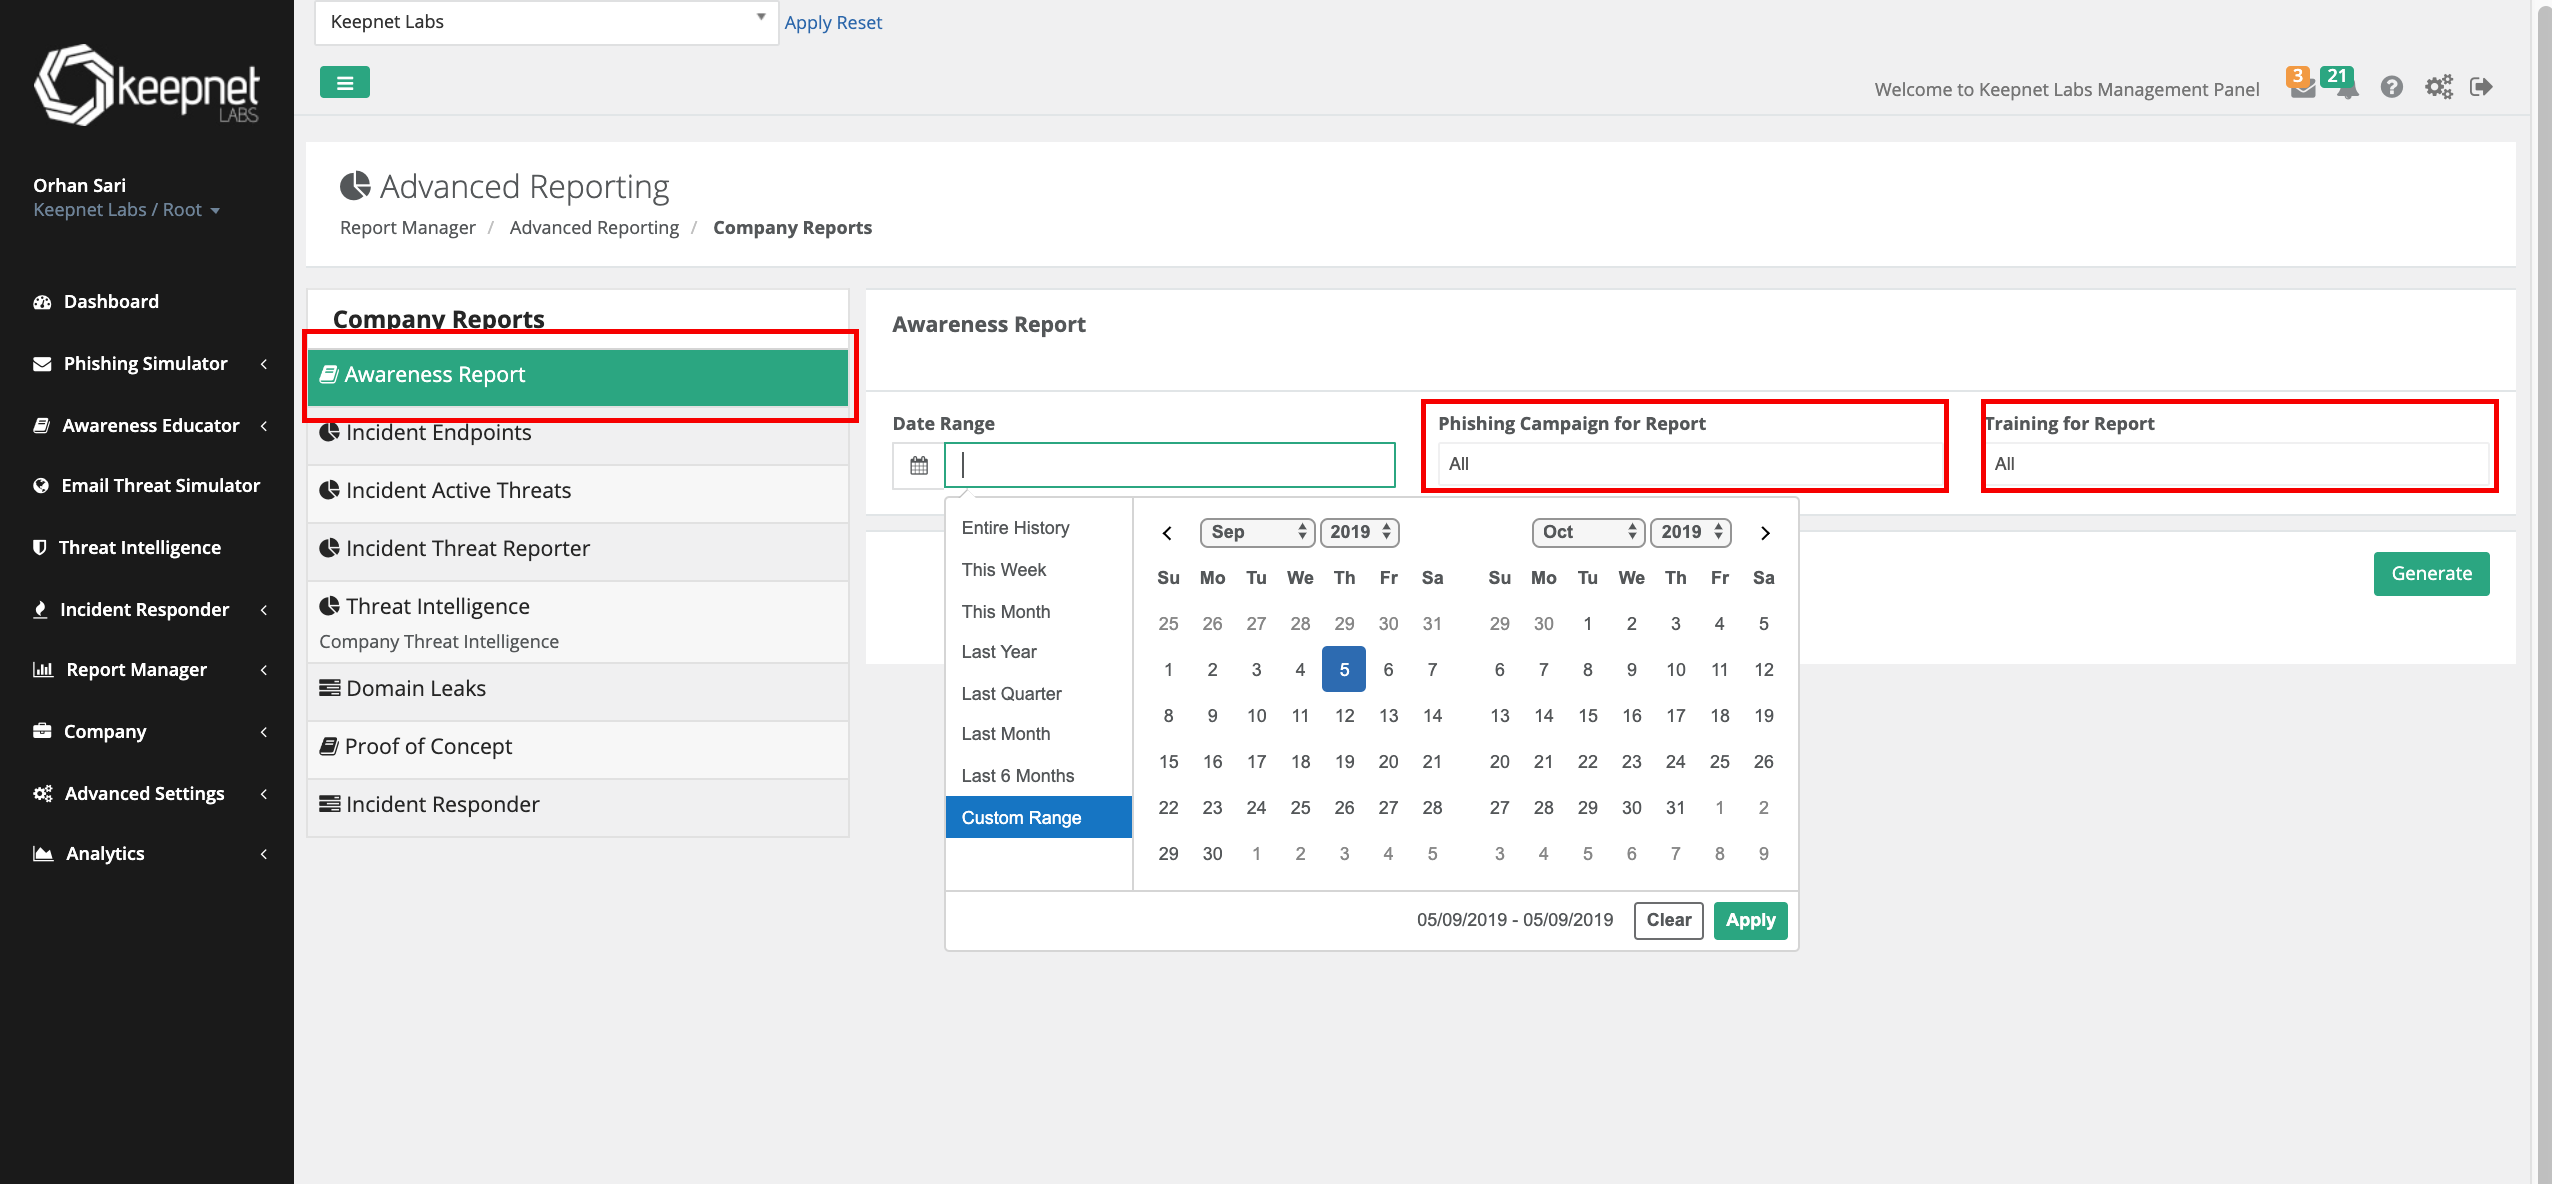 Keepnet Labs
Apply Reset
keepnet
LABS
Orhan Sari
Keepnet Labs / Root
Dashboard
Phishing Simulator
Awareness Educator
Email Threat Simulator
Threat Intelligence
Incident Responder
Report Manager
Company
Advanced Settings
Analytics
Welcome to Keepnet Labs Management Panel
3
21
Advanced Reporting
Report Manager / Advanced Reporting / Company Reports
Company Reports
Awareness Report
Incident Endpoints
Incident Active Threats
Incident Threat Reporter
Threat Intelligence
Company Threat Intelligence
Domain Leaks
Proof of Concept
Incident Responder
Awareness Report
Date Range
Phishing Campaign for Report
All
Training for Report
All
Generate
Entire History
This Week
This Month
Last Year
Last Quarter
Last Month
Last 6 Months
Custom Range
Sep 2019
Su Mo Tu We Th Fr Sa
25 26 27 28 29 30 31
1 2 3 4 5 6 7
8 9 10 11 12 13 14
15 16 17 18 19 20 21
22 23 24 25 26 27 28
29 30 1 2 3 4 5
Oct 2019
Su Mo Tu We Th Fr Sa
29 30 1 2 3 4 5
6 7 8 9 10 11 12
13 14 15 16 17 18 19
20 21 22 23 24 25 26
27 28 29 30 31 1 2
3 4 5 6 7 8 9
05/09/2019 - 05/09/2019
Clear
Apply